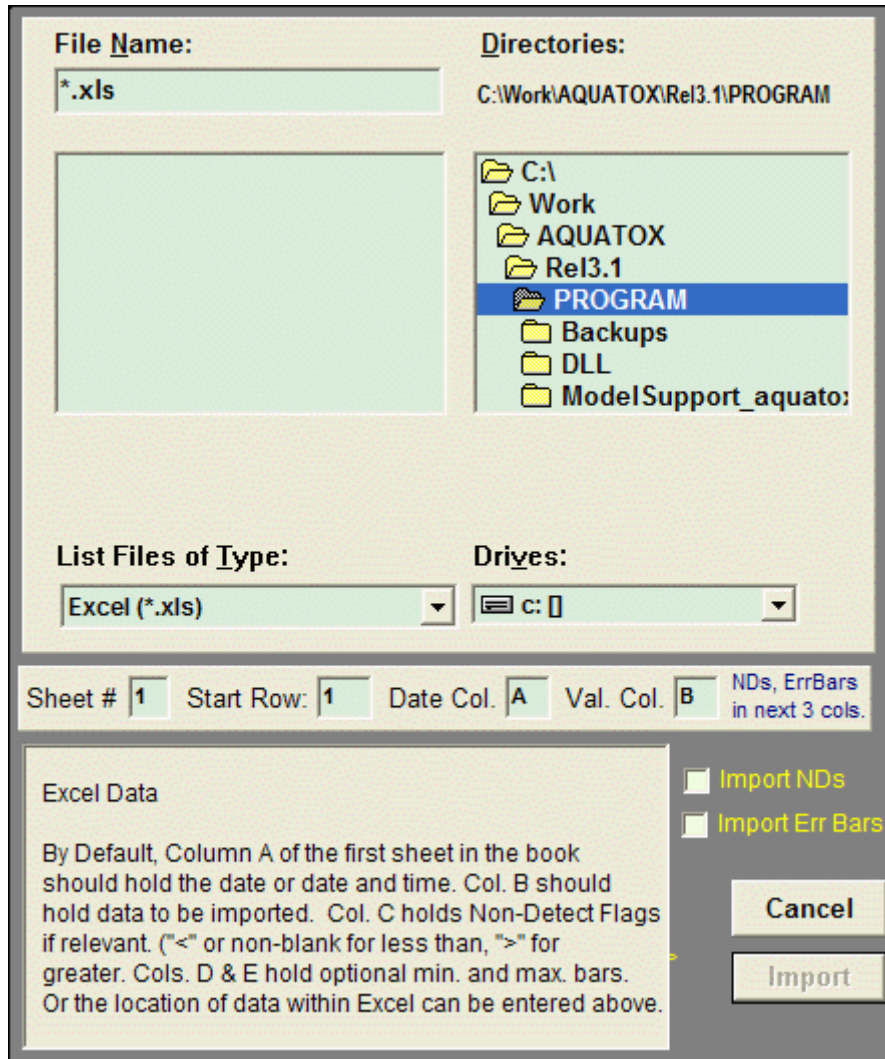 File Name:
Directories:
*.xls
C:\Work\AQUATOX\Rel3.1\PROGRAM
C:\
Work
AQUATOX
Rel3.1
PROGRAM
Backups
DLL
ModelSupport_aquatox
List Files of Type:
Drives:
Excel (*.xls)
c: []
Sheet # 1 Start Row: 1 Date Col. A Val. Col. B
NDs, ErrBars
in next 3 cols.
Excel Data
By Default, Column A of the first sheet in the book
should hold the date or date and time. Col. B should
hold data to be imported. Col. C holds Non-Detect Flags
if relevant. ("<" or non-blank for less than, ">" for
greater. Cols. D & E hold optional min. and max. bars.
Or the location of data within Excel can be entered above.
Import NDs
Import Err Bars
Cancel
Import